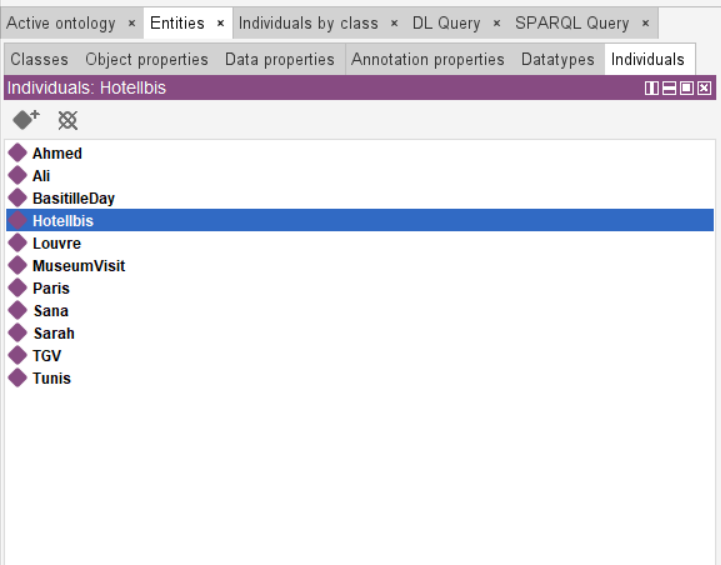 Active ontology × Entities × Individuals by class × DL Query × SPARQL Query ×
Classes Object properties Data properties Annotation properties Datatypes Individuals
Individuals: HotelIbis
Ahmed
Ali
BasitilleDay
HotelIbis
Louvre
MuseumVisit
Paris
Sana
Sarah
TGV
Tunis